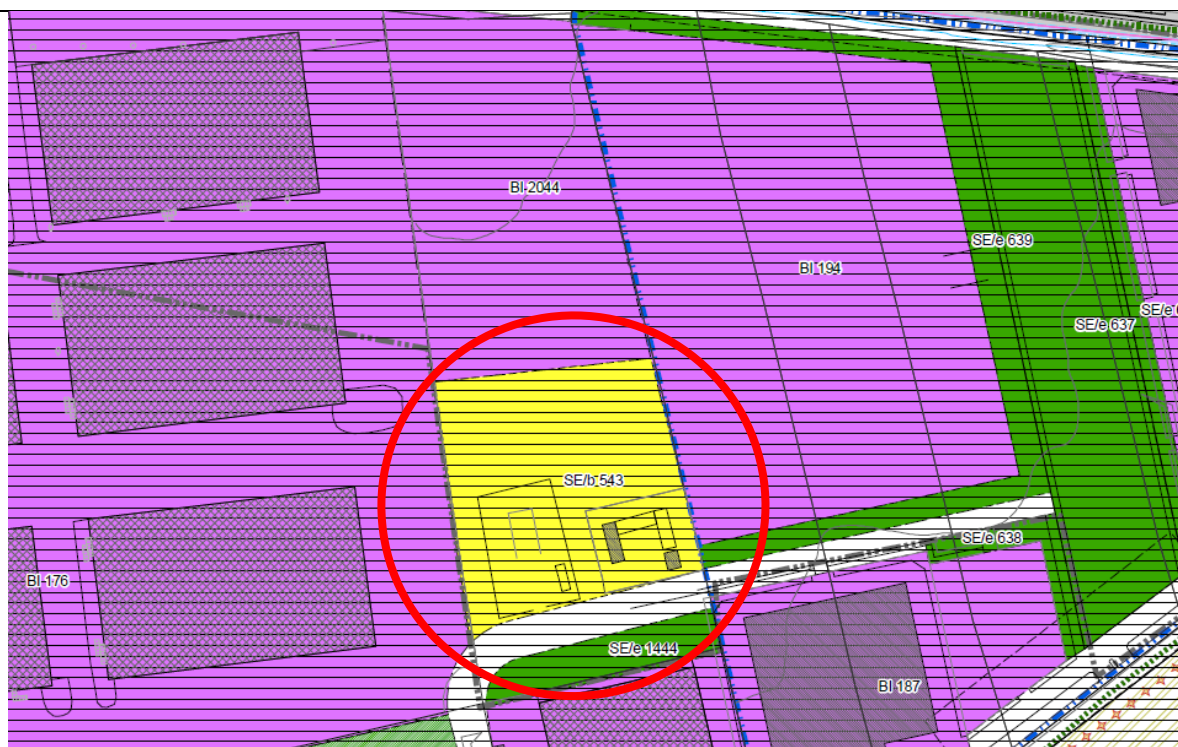 BI 2044
SE/e 639
BI 194
SE/e
SE/e 637
SE/b 543
SE/e 638
BI 176
SE/e 1444
BI 187